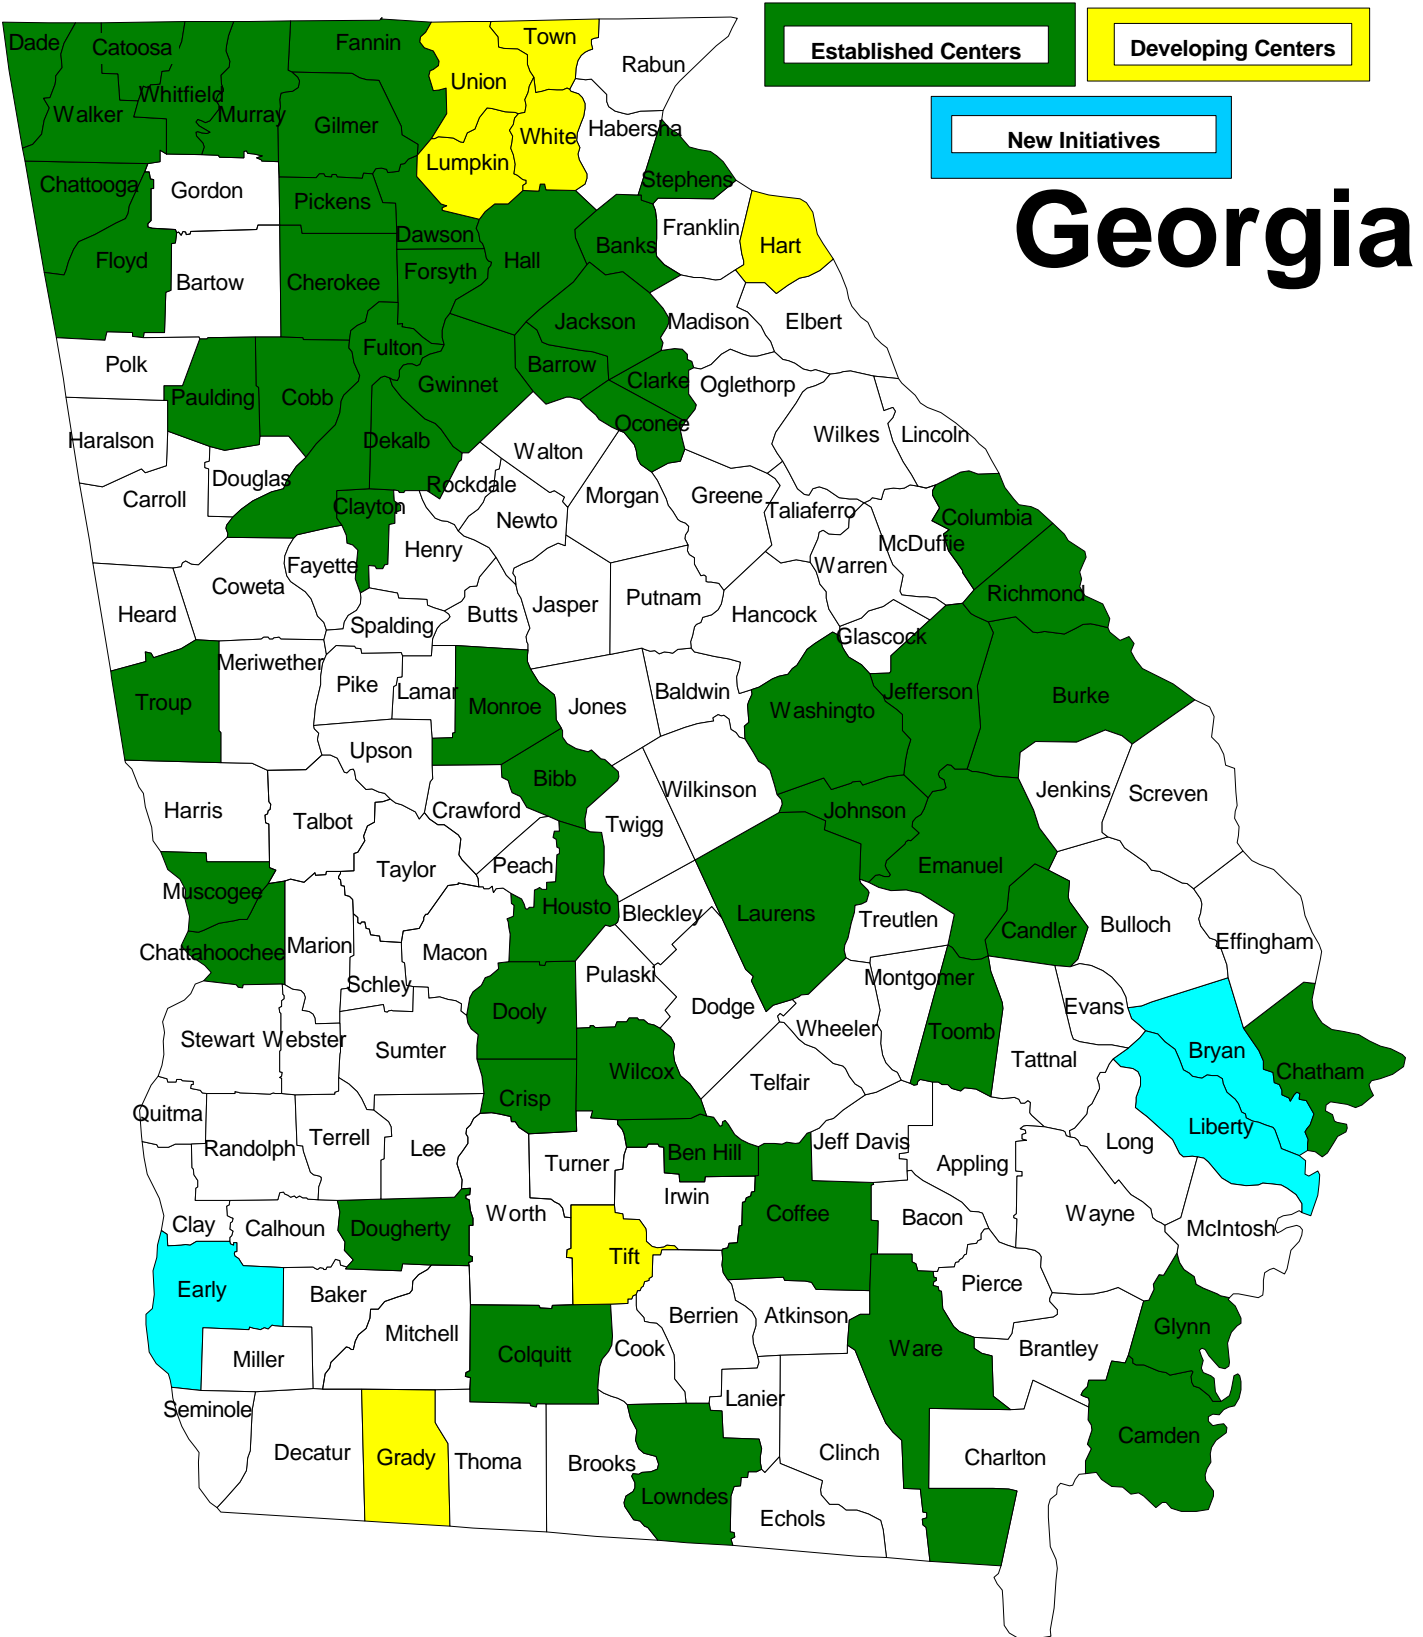 Established Centers
Developing Centers
New Initiatives
Georgia
Dade
Catoosa
Fannin
Town
Union
Rabun
Walker
Whitfield
Murray
Gilmer
White
Habersha
Lumpkin
Chattooga
Gordon
Pickens
Stephens
Dawson
Franklin
Hart
Floyd
Bartow
Cherokee
Forsyth
Hall
Banks
Jackson
Madison
Elbert
Polk
Fulton
Barrow
Paulding
Cobb
Gwinnet
Clarke
Oglethorp
Haralson
Dekalb
Oconee
Wilkes
Lincoln
Walton
Carroll
Douglas
Rockdale
Morgan
Greene
Clayton
Newto
Taliaferro
Columbia
Henry
McDuffie
Fayette
Warren
Coweta
Richmond
Heard
Spalding
Butts
Jasper
Putnam
Hancock
Glascock
Meriwether
Pike
Lamar
Troup
Monroe
Jones
Baldwin
Washingto
Jefferson
Burke
Upson
Bibb
Wilkinson
Jenkins
Screven
Harris
Talbot
Crawford
Twigg
Johnson
Taylor
Peach
Emanuel
Muscogee
Housto
Bleckley
Laurens
Treutlen
Candler
Bulloch
Chattahoochee
Marion
Macon
Effingham
Schley
Pulaski
Montgomer
Dooly
Dodge
Evans
Stewart
Webster
Sumter
Wheeler
Toomb
Tattnal
Bryan
Wilcox
Telfair
Chatham
Crisp
Quitma
Randolph
Terrell
Lee
Liberty
Turner
Ben Hill
Jeff Davis
Long
Appling
Irwin
Clay
Calhoun
Dougherty
Worth
Coffee
Bacon
Wayne
McIntosh
Tift
Early
Baker
Pierce
Berrien
Atkinson
Miller
Mitchell
Colquitt
Cook
Ware
Brantley
Glynn
Seminole
Lanier
Decatur
Grady
Thoma
Brooks
Clinch
Charlton
Camden
Lowndes
Echols